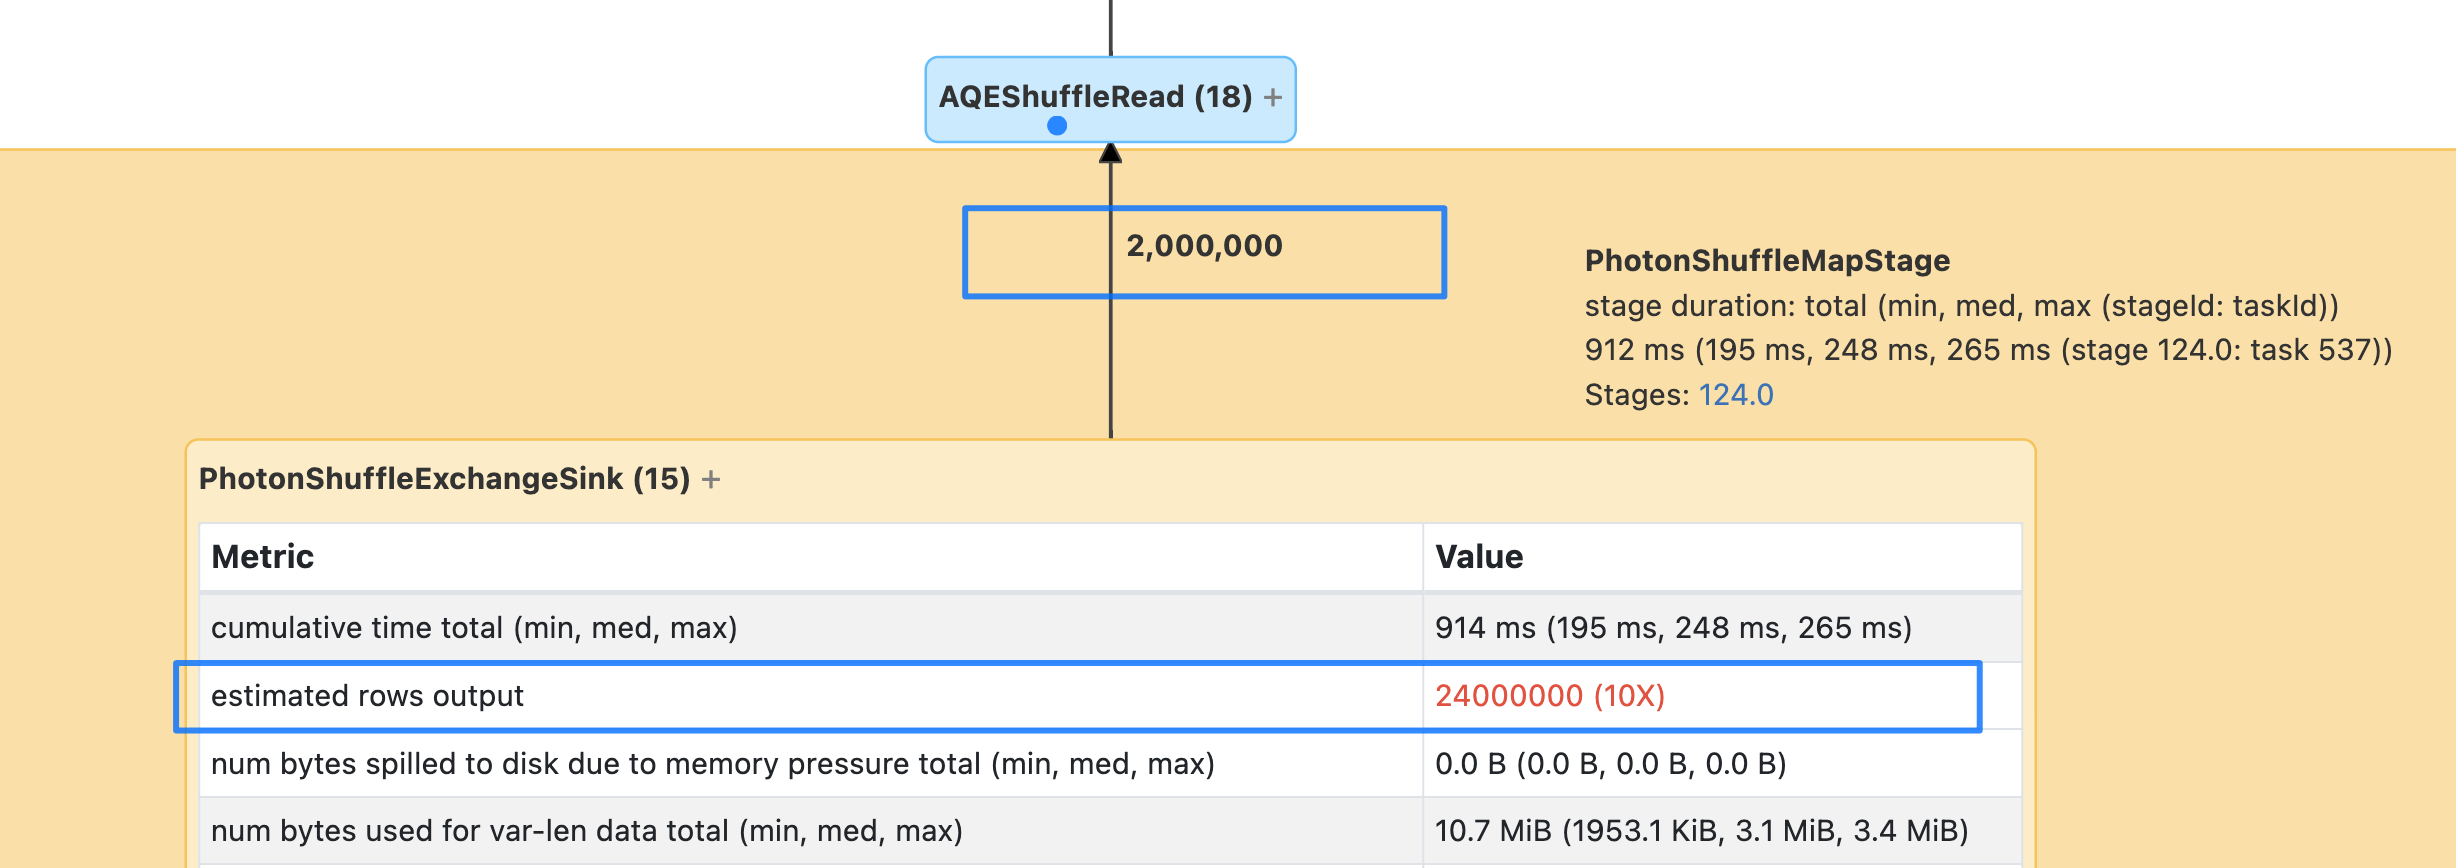 AQEShuffleRead (18) +
2,000,000
PhotonShuffleMapStage
stage duration: total (min, med, max (stageId: taskId))
912 ms (195 ms, 248 ms, 265 ms (stage 124.0: task 537))
Stages: 124.0
PhotonShuffleExchangeSink (15) +
Metric Value
cumulative time total (min, med, max) 914 ms (195 ms, 248 ms, 265 ms)
estimated rows output 24000000 (10X)
num bytes spilled to disk due to memory pressure total (min, med, max) 0.0 B (0.0 B, 0.0 B, 0.0 B)
num bytes used for var-len data total (min, med, max) 10.7 MiB (1953.1 KiB, 3.1 MiB, 3.4 MiB)